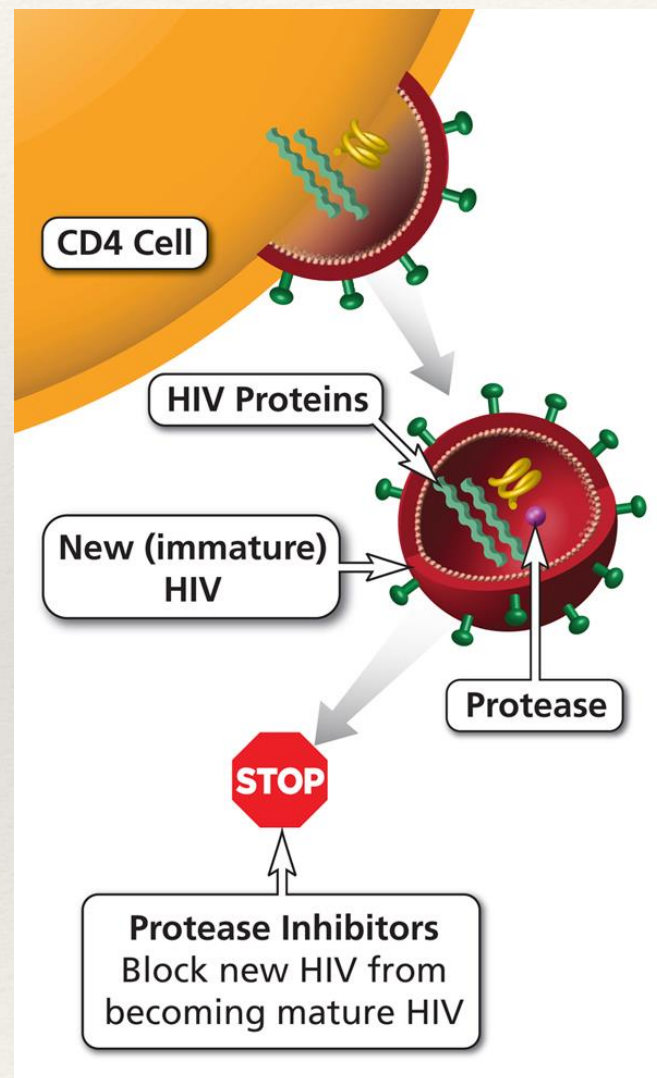 CD4 Cell
HIV Proteins
New (immature)
HIV
Protease
STOP
Protease Inhibitors
Block new HIV from
becoming mature HIV